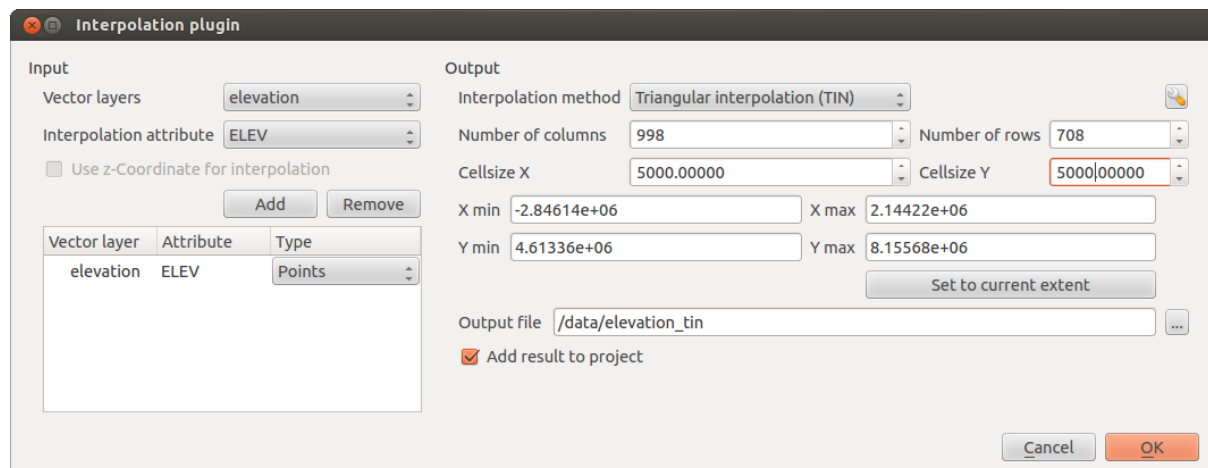 Interpolation plugin
Input
Vector layers elevation
Interpolation attribute ELEV
Use z-Coordinate for interpolation
Add Remove
Vector layer Attribute Type
elevation ELEV Points
Output
Interpolation method Triangular interpolation (TIN)
Number of columns 998 Number of rows 708
Cellsize X 5000.00000 Cellsize Y 5000.00000
X min -2.84614e+06 X max 2.14422e+06
Y min 4.61336e+06 Y max 8.15568e+06
Set to current extent
Output file /data/elevation_tin ...
Add result to project
Cancel OK